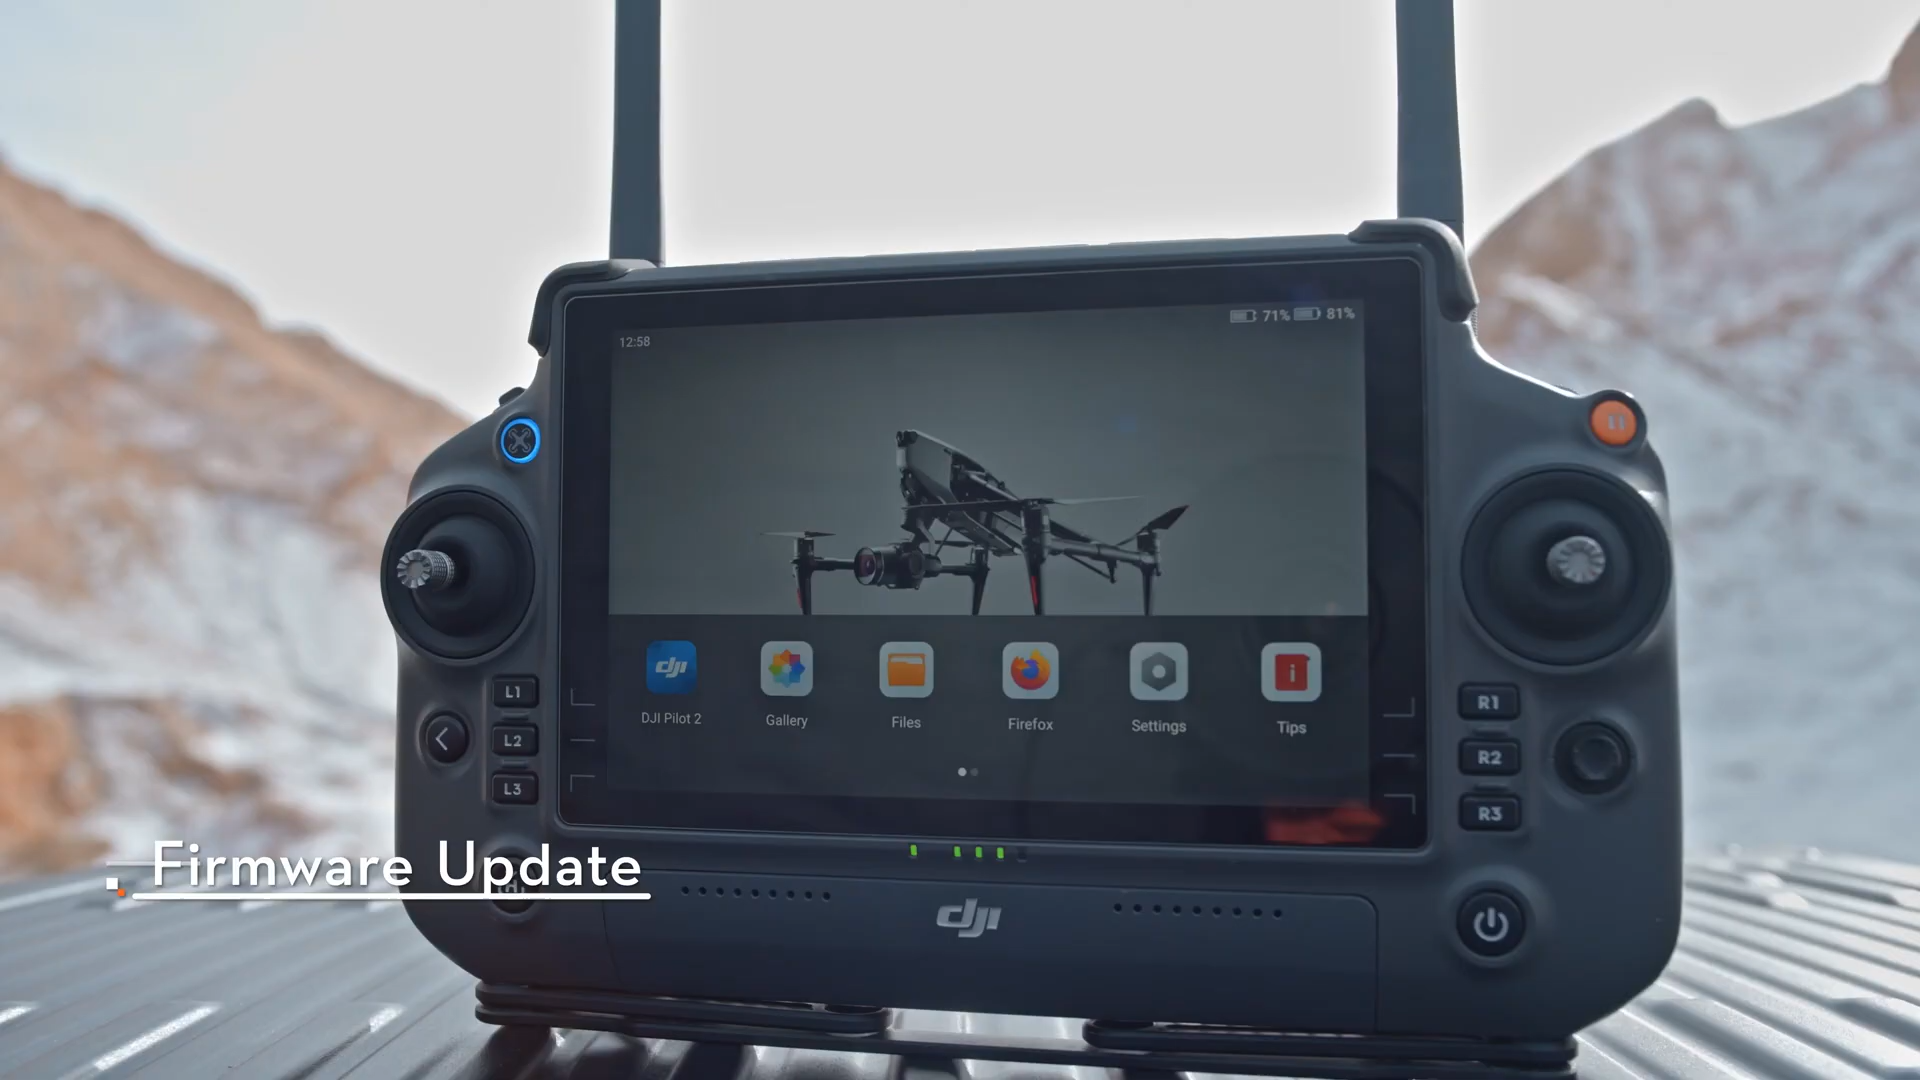 71% 81%
12:58
DJI Pilot 2
Gallery
Files
Firefox
Settings
Tips
dji
L1
L2
L3
R1
R2
R3
Firmware Update
dji